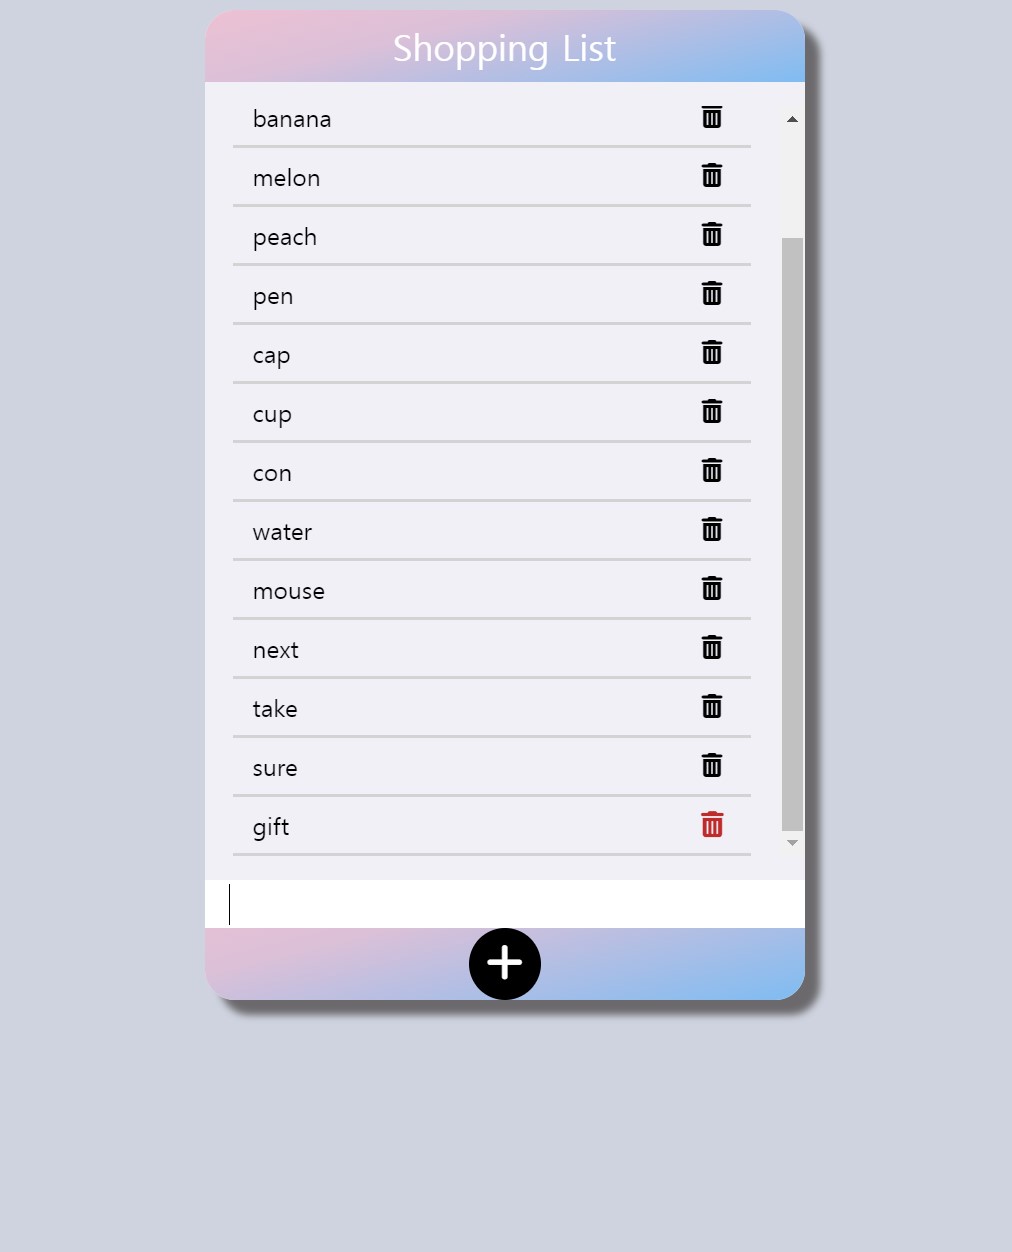 Shopping List
banana
melon
peach
pen
cap
cup
con
water
mouse
next
take
sure
gift